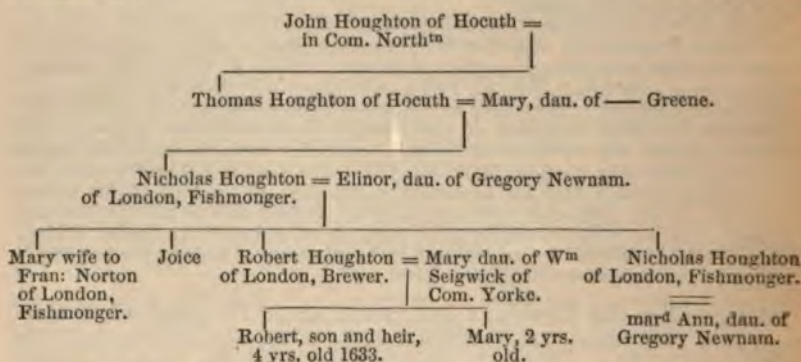 John Houghton of Hocuth =
in Com. North^tn
Thomas Houghton of Hocuth = Mary, dau. of — Greene.
Nicholas Houghton = Elinor, dau. of Gregory Newnam.
of London, Fishmonger.
Mary wife to
Fran: Norton
of London,
Fishmonger.
Joice
Robert Houghton = Mary dau. of W^m
of London, Brewer. Seigwick of
Com. Yorke.
Nicholas Houghton
of London, Fishmonger.
=
mar^d Ann, dau. of
Gregory Newnam.
Robert, son and heir,
4 yrs. old 1633.
Mary, 2 yrs.
old.